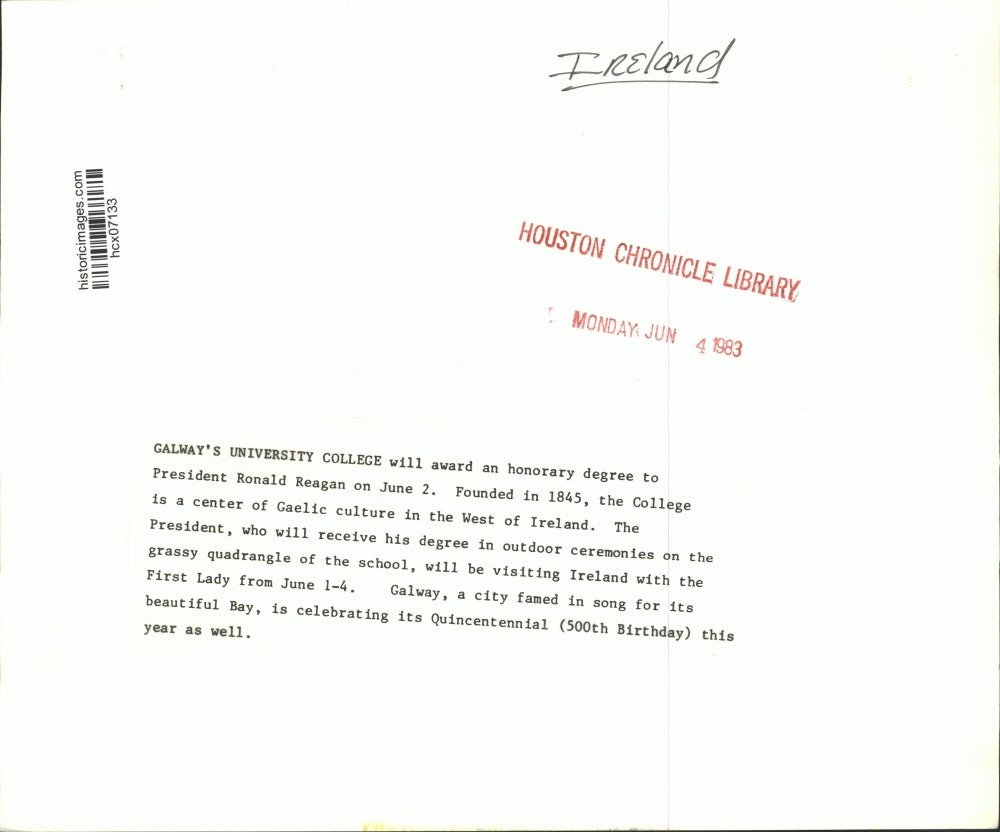 Ireland
historicimages.com
hcx07133
HOUSTON CHRONICLE LIBRARY
MONDAY JUN 4 1983
GALWAY'S UNIVERSITY COLLEGE will award an honorary degree to
President Ronald Reagan on June 2. Founded in 1845, the College
is a center of Gaelic culture in the West of Ireland. The
President, who will receive his degree in outdoor ceremonies on the
grassy quadrangle of the school, will be visiting Ireland with the
First Lady from June 1-4. Galway, a city famed in song for its
beautiful Bay, is celebrating its Quincentennial (500th Birthday) this
year as well.